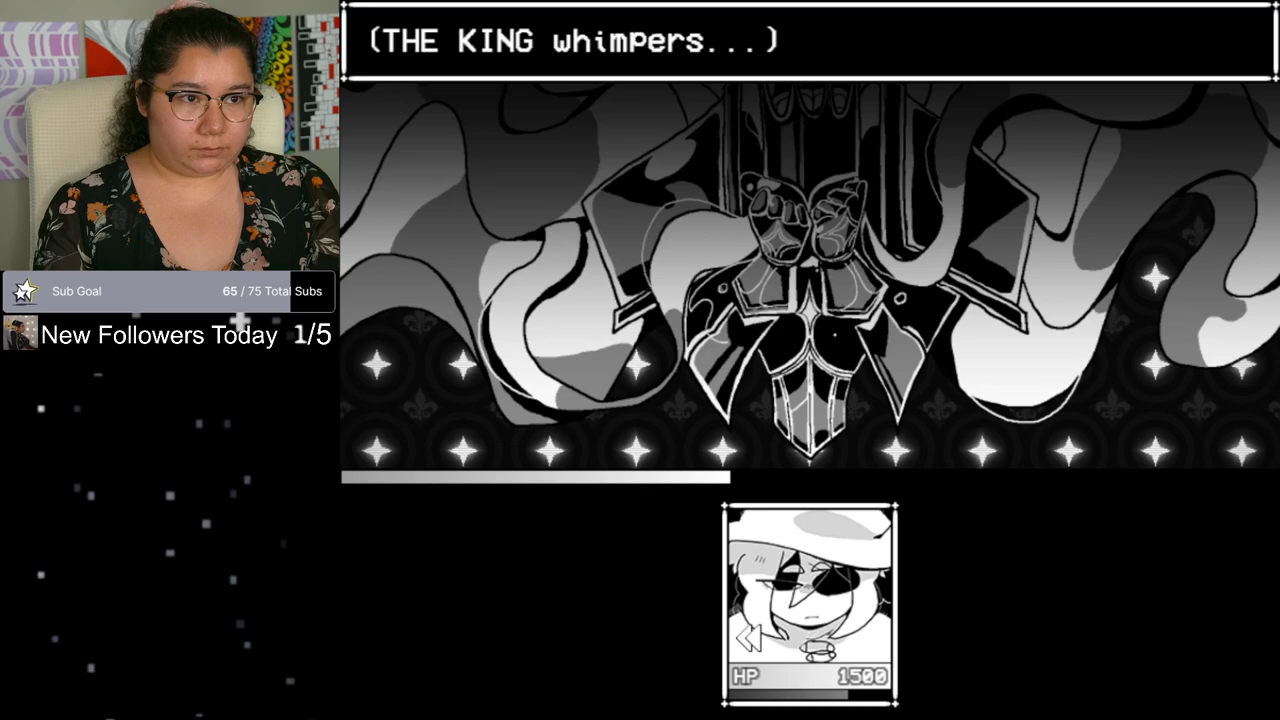 (THE KING whimpers...)
Sub Goal 65 / 75 Total Subs
New Followers Today 1/5
HP 1500